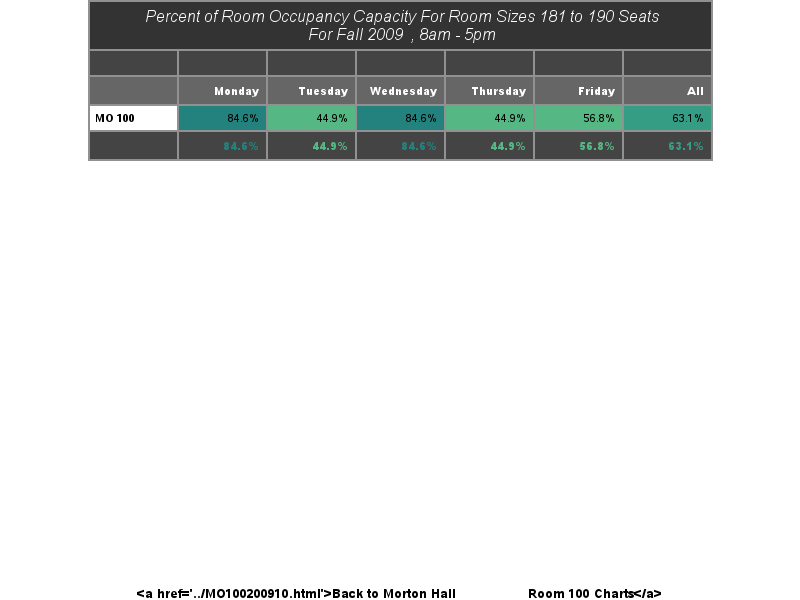 Percent of Room Occupancy Capacity For Room Sizes 181 to 190 Seats
For Fall 2009 , 8am - 5pm
Monday Tuesday Wednesday Thursday Friday All
MO 100 84.6% 44.9% 84.6% 44.9% 56.8% 63.1%
84.6% 44.9% 84.6% 44.9% 56.8% 63.1%
<a href='../MO100200910.html'>Back to Morton Hall Room 100 Charts</a>